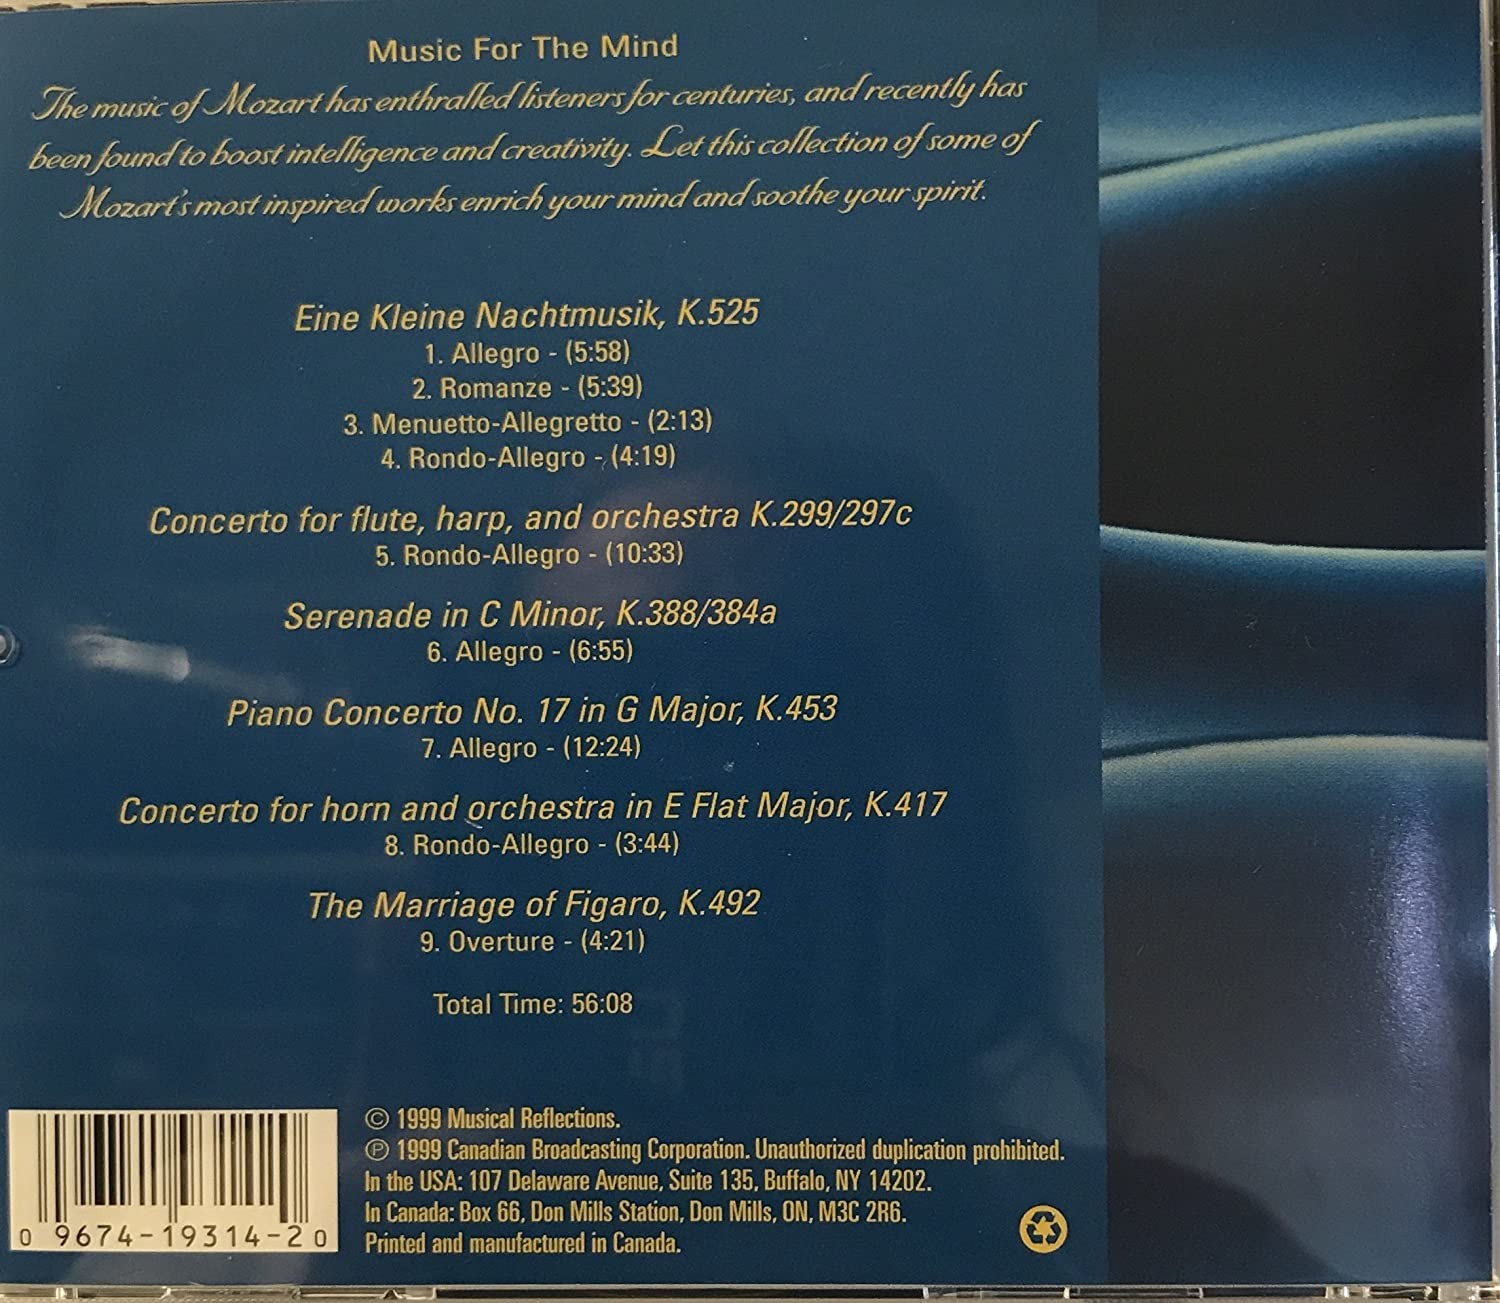 Music For The Mind
The music of Mozart has enthralled listeners for centuries, and recently has
been found to boost intelligence and creativity. Let this collection of some of
Mozart's most inspired works enrich your mind and soothe your spirit.
Eine Kleine Nachtmusik, K.525
1. Allegro - (5:58)
2. Romanze - (5:39)
3. Menuetto-Allegretto - (2:13)
4. Rondo-Allegro - (4:19)
Concerto for flute, harp, and orchestra K.299/297c
5. Rondo-Allegro - (10:33)
Serenade in C Minor, K.388/384a
6. Allegro - (6:55)
Piano Concerto No. 17 in G Major, K.453
7. Allegro - (12:24)
Concerto for horn and orchestra in E Flat Major, K.417
8. Rondo-Allegro - (3:44)
The Marriage of Figaro, K.492
9. Overture - (4:21)
Total Time: 56:08
© 1999 Musical Reflections.
℗ 1999 Canadian Broadcasting Corporation. Unauthorized duplication prohibited.
In the USA: 107 Delaware Avenue, Suite 135, Buffalo, NY 14202.
In Canada: Box 66, Don Mills Station, Don Mills, ON, M3C 2R6.
Printed and manufactured in Canada.
0 9674-19314-2 0